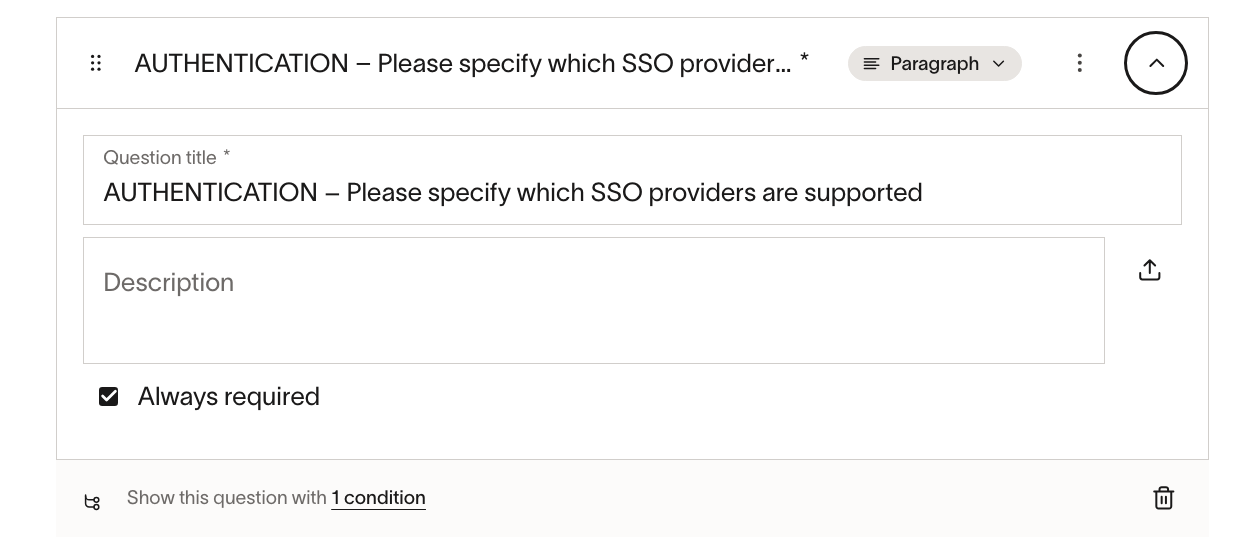 AUTHENTICATION – Please specify which SSO provider... *
Paragraph
Question title *
AUTHENTICATION – Please specify which SSO providers are supported
Description
Always required
Show this question with 1 condition